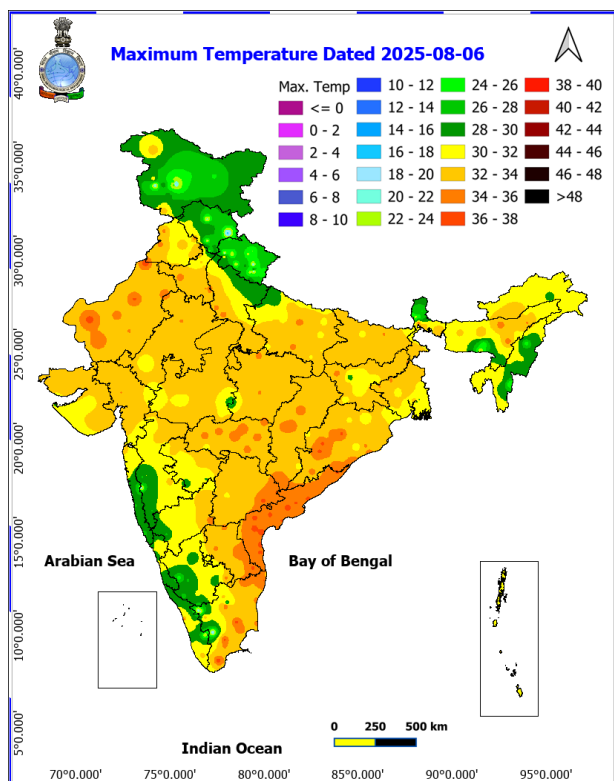 Maximum Temperature Dated 2025-08-06
Max. Temp
<= 0
0 - 2
2 - 4
4 - 6
6 - 8
8 - 10
10 - 12
12 - 14
14 - 16
16 - 18
18 - 20
20 - 22
22 - 24
24 - 26
26 - 28
28 - 30
30 - 32
32 - 34
34 - 36
36 - 38
38 - 40
40 - 42
42 - 44
44 - 46
46 - 48
>48
40°0.000'
35°0.000'
30°0.000'
25°0.000'
20°0.000'
15°0.000'
10°0.000'
5°0.000'
Arabian Sea
Bay of Bengal
Indian Ocean
0 250 500 km
70°0.000' 75°0.000' 80°0.000' 85°0.000' 90°0.000' 95°0.000'